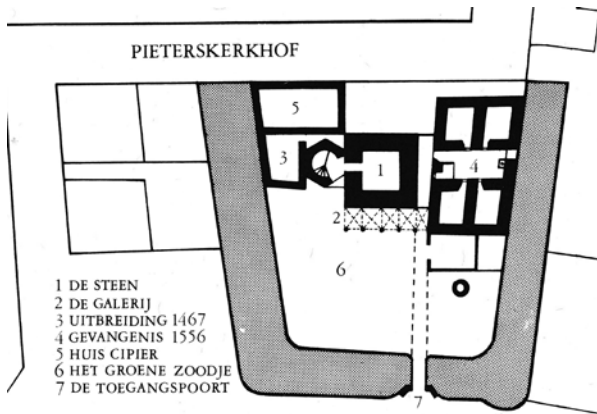 PIETERSKERKHOF
5
3
1
4
2
6
1 DE STEEN
2 DE GALERIJ
3 UITBREIDING 1467
4 GEVANGENIS 1556
5 HUIS CIPIER
6 HET GROENE ZOODJE
7 DE TOEGANGSPOORT
7